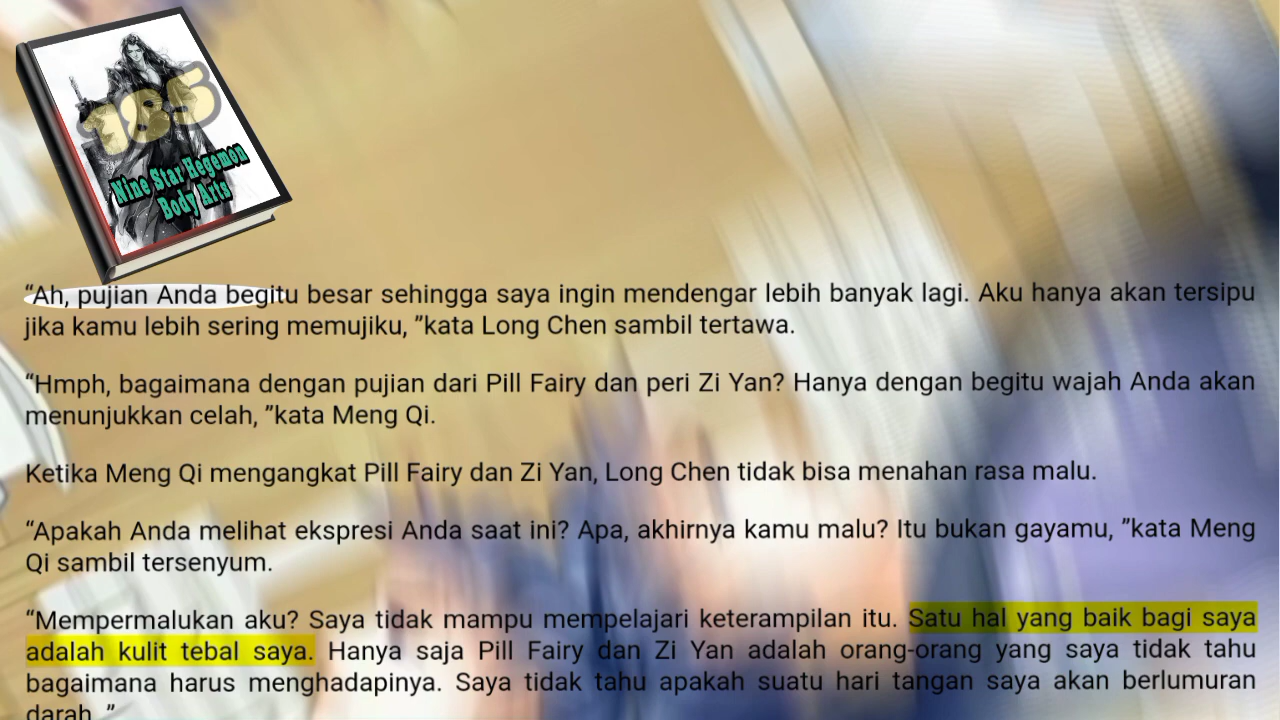 185
Nine Star Hegemon
Body Arts
“Ah, pujian Anda begitu besar sehingga saya ingin mendengar lebih banyak lagi. Aku hanya akan tersipu
jika kamu lebih sering memujiku, ”kata Long Chen sambil tertawa.
“Hmph, bagaimana dengan pujian dari Pill Fairy dan peri Zi Yan? Hanya dengan begitu wajah Anda akan
menunjukkan celah, ”kata Meng Qi.
Ketika Meng Qi mengangkat Pill Fairy dan Zi Yan, Long Chen tidak bisa menahan rasa malu.
“Apakah Anda melihat ekspresi Anda saat ini? Apa, akhirnya kamu malu? Itu bukan gayamu, ”kata Meng
Qi sambil tersenyum.
“Mempermalukan aku? Saya tidak mampu mempelajari keterampilan itu. Satu hal yang baik bagi saya
adalah kulit tebal saya. Hanya saja Pill Fairy dan Zi Yan adalah orang-orang yang saya tidak tahu
bagaimana harus menghadapinya. Saya tidak tahu apakah suatu hari tangan saya akan berlumuran
darah. ”